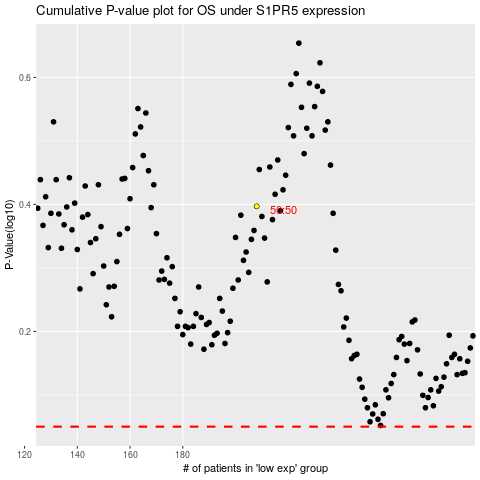 Cumulative P-value plot for OS under S1PR5 expression
P-Value(log10)
0.6
0.4
0.2
50:50
120 140 160 180
# of patients in 'low exp' group